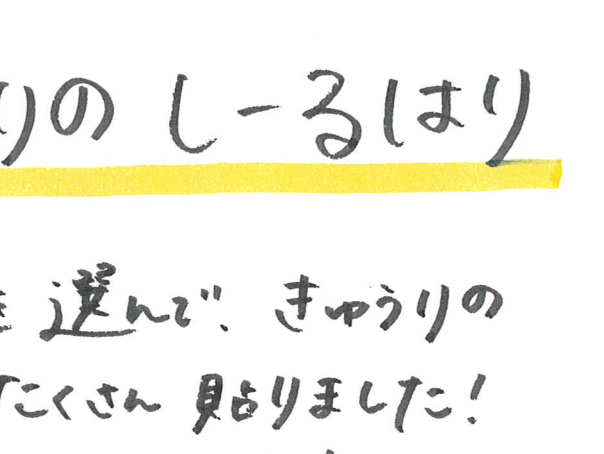 りの しーるはり
を選んで、きゅうりの
たくさん 貼りました!